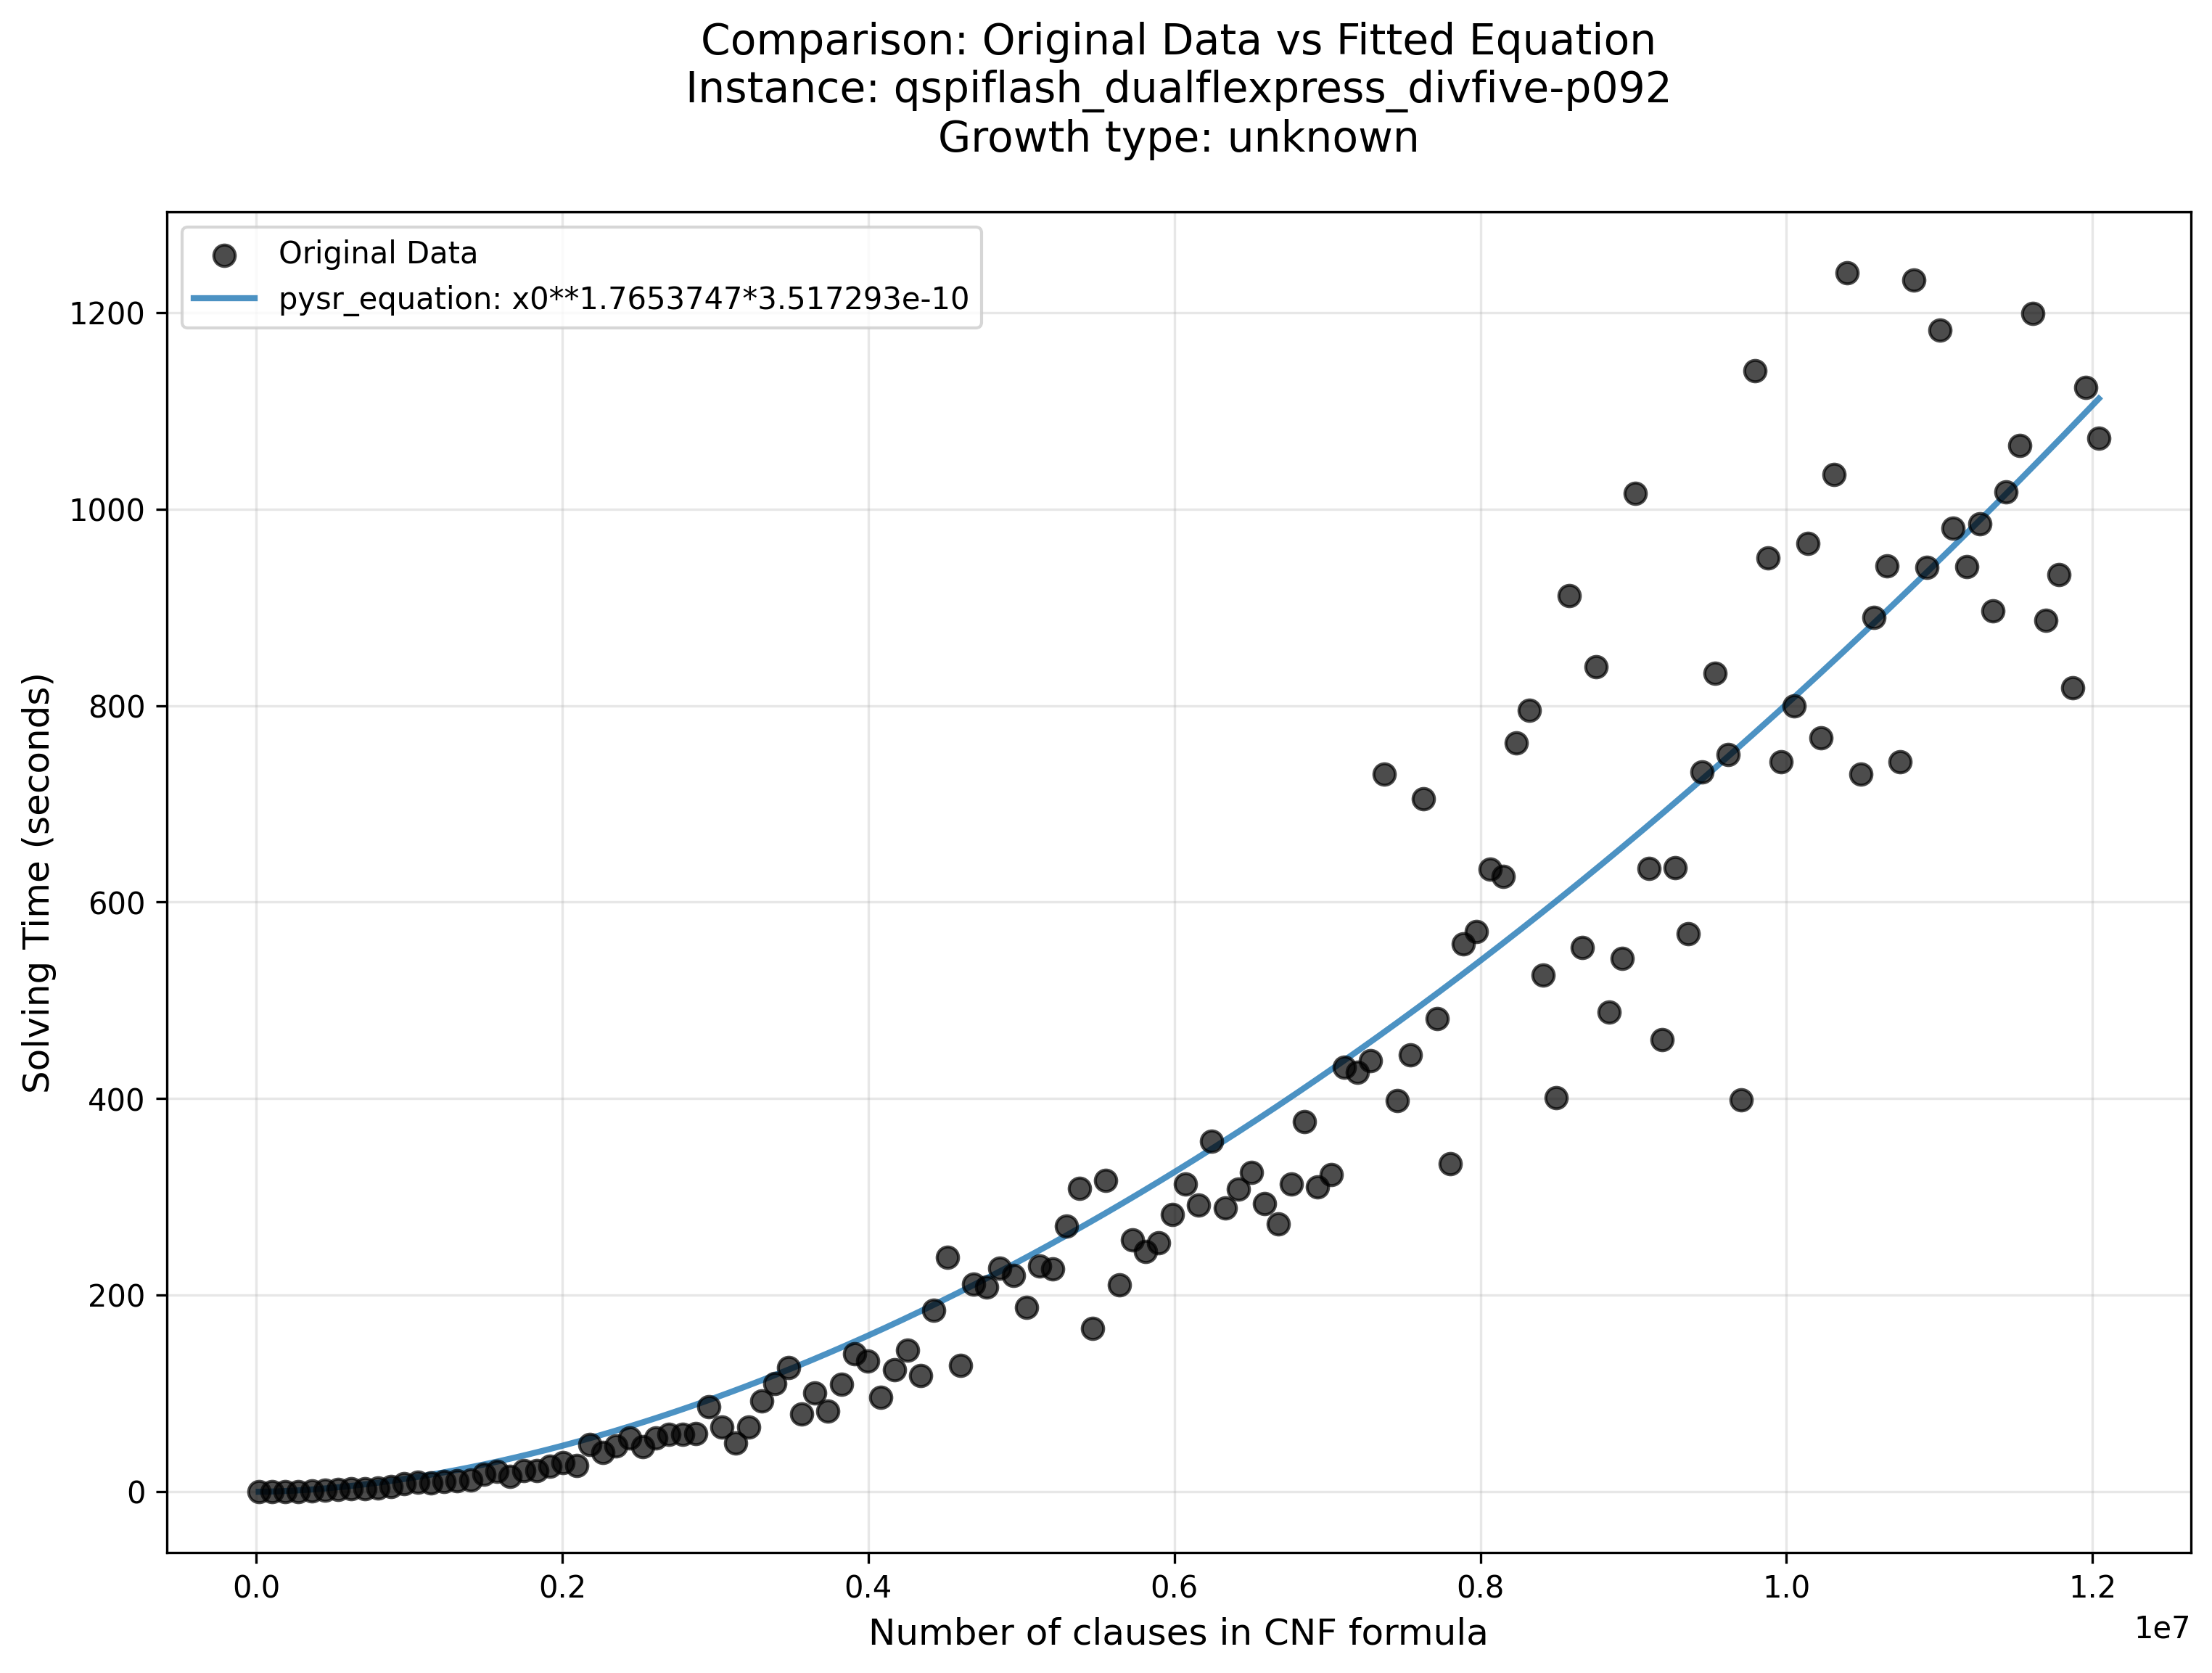 Comparison: Original Data vs Fitted Equation
Instance: qspiflash_dualflexpress_divfive-p092
Growth type: unknown
Original Data
pysr_equation: x0**1.7653747*3.517293e-10
Solving Time (seconds)
1200
1000
800
600
400
200
0
0.0 0.2 0.4 0.6 0.8 1.0 1.2
1e7
Number of clauses in CNF formula